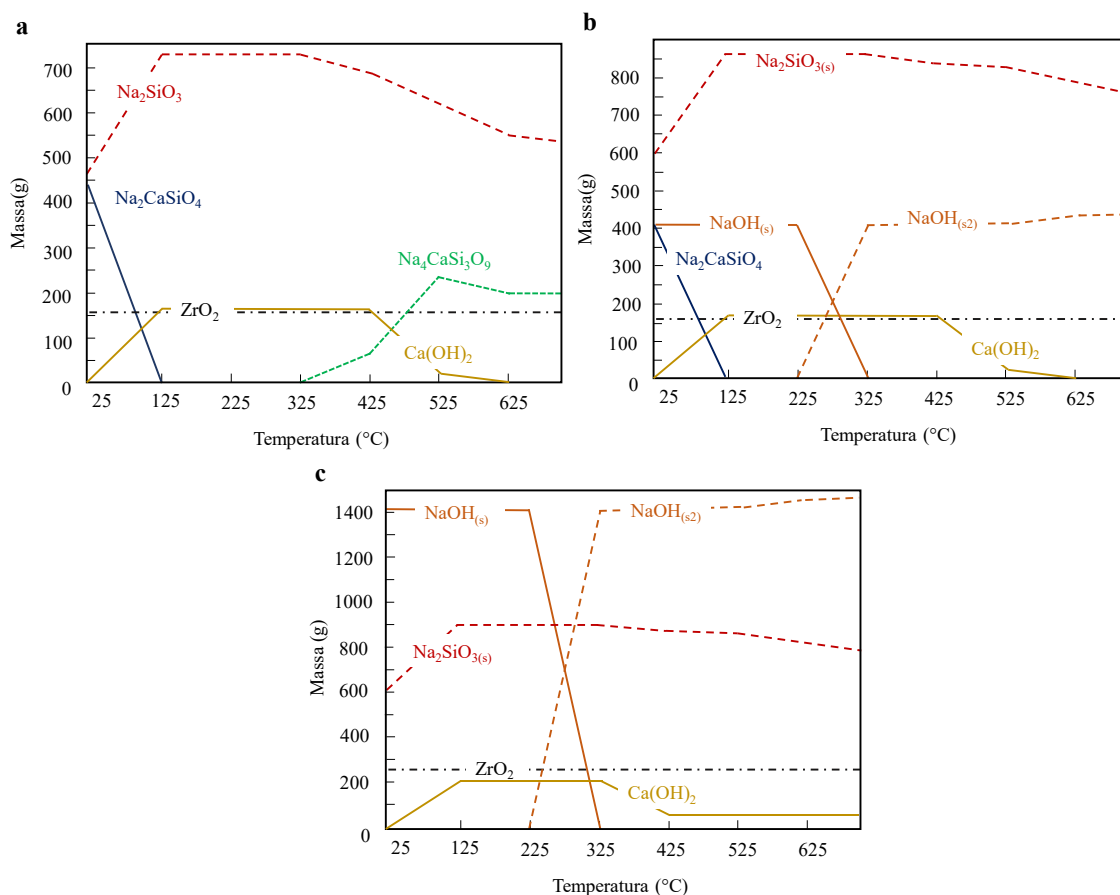 a
700
600
500
400
300
200
100
0
Massa(g)
Na₂SiO₃
Na₂CaSiO₄
ZrO₂
Na₄CaSi₃O₉
Ca(OH)₂
25 125 225 325 425 525 625
Temperatura (°C)
b
800
700
600
500
400
300
200
100
0
Massa(g)
Na₂SiO₃₍ₛ₎
NaOH₍ₛ₎
NaOH₍ₛ₂₎
Na₂CaSiO₄
ZrO₂
Ca(OH)₂
25 125 225 325 425 525 625
Temperatura (°C)
c
1400
1200
1000
800
600
400
200
0
Massa (g)
NaOH₍ₛ₎
NaOH₍ₛ₂₎
Na₂SiO₃₍ₛ₎
ZrO₂
Ca(OH)₂
25 125 225 325 425 525 625
Temperatura (°C)